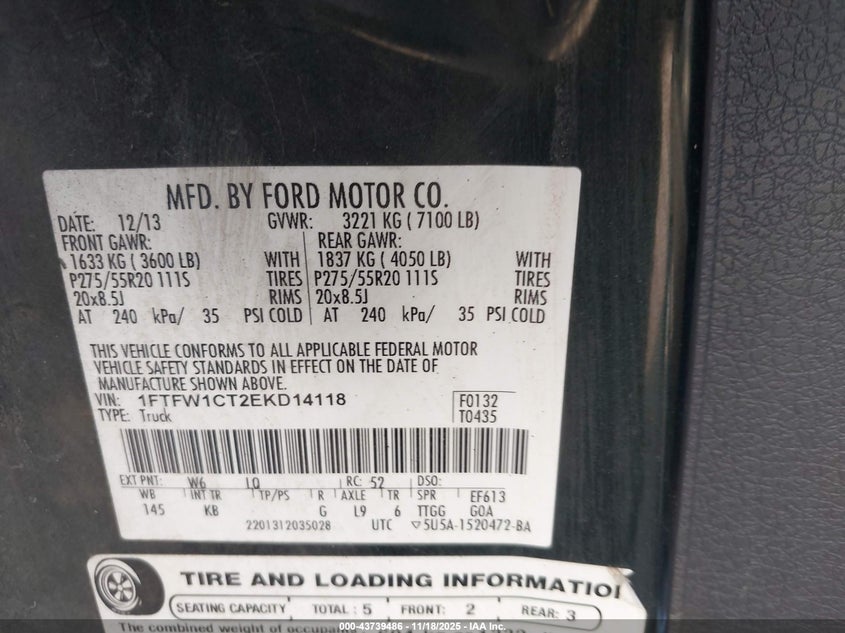 MFD. BY FORD MOTOR CO.
DATE: 12/13 GVWR: 3221 KG ( 7100 LB)
FRONT GAWR: REAR GAWR:
1633 KG ( 3600 LB) WITH 1837 KG ( 4050 LB) WITH
P275/55R20 111S TIRES P275/55R20 111S TIRES
20x8.5J RIMS 20x8.5J RIMS
AT 240 kPa/ 35 PSI COLD AT 240 kPa/ 35 PSI COLD
THIS VEHICLE CONFORMS TO ALL APPLICABLE FEDERAL MOTOR
VEHICLE SAFETY STANDARDS IN EFFECT ON THE DATE OF
MANUFACTURE SHOWN ABOVE.
VIN: 1FTFW1CT2EKD14118 F0132
TYPE: Truck T0435
EXT PNT: W6 LQ RC: 52 DSO:
WB INT TR TP/PS R AXLE TR SPR EF613
145 KB G L9 6 TTGG GOA
2201312035028 UTC ▽5U5A-1520472-BA
TIRE AND LOADING INFORMATION
SEATING CAPACITY TOTAL : 5 FRONT: 2 REAR: 3
The combined weight of
000-43739486 - 11/18/2025 - IAA, Inc.